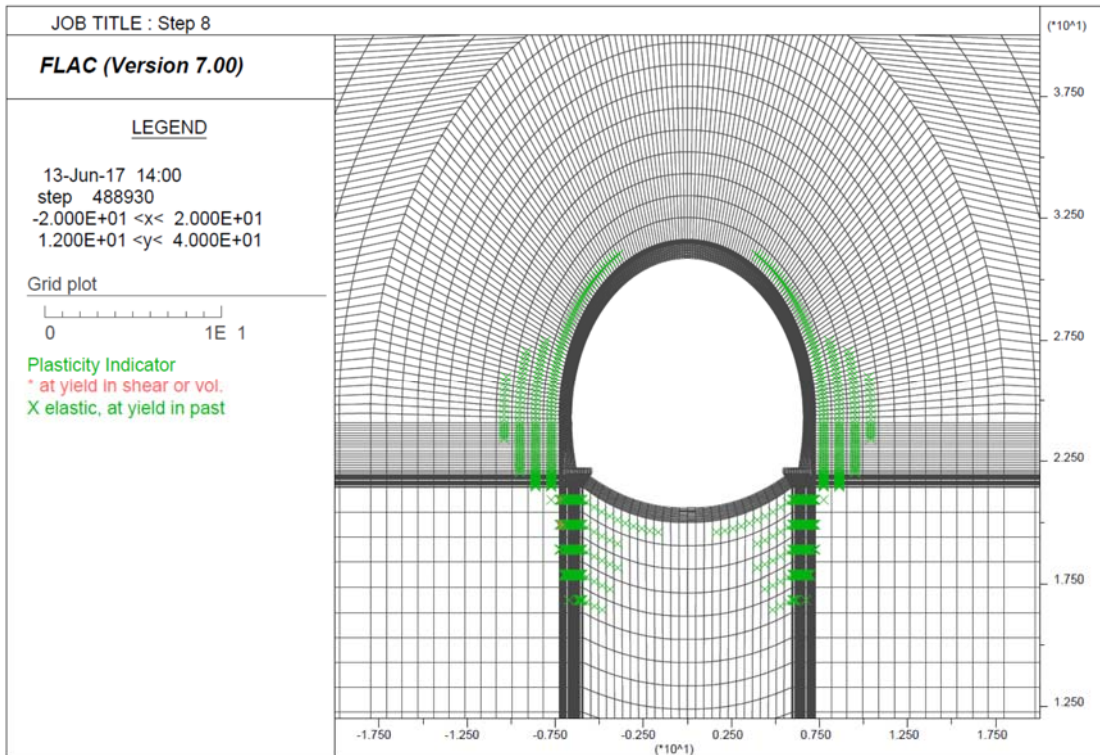 JOB TITLE : Step 8
(*10^1)
FLAC (Version 7.00)
LEGEND
13-Jun-17 14:00
step 488930
-2.000E+01 <x< 2.000E+01
1.200E+01 <y< 4.000E+01
Grid plot
0 1E 1
Plasticity Indicator
* at yield in shear or vol.
X elastic, at yield in past
3.750
3.250
2.750
2.250
1.750
1.250
-1.750 -1.250 -0.750 -0.250 0.250 0.750 1.250 1.750
(*10^1)